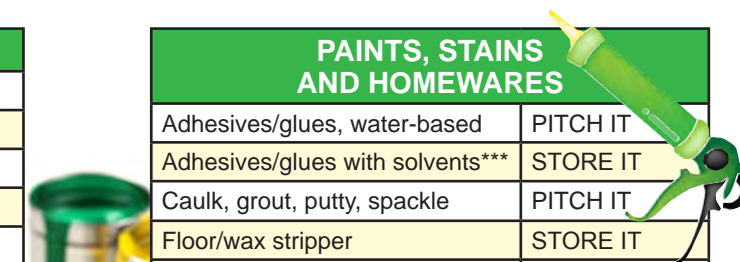 PAINTS, STAINS
AND HOMEWARES
Adhesives/glues, water-based PITCH IT
Adhesives/glues with solvents*** STORE IT
Caulk, grout, putty, spackle PITCH IT
Floor/wax stripper STORE IT